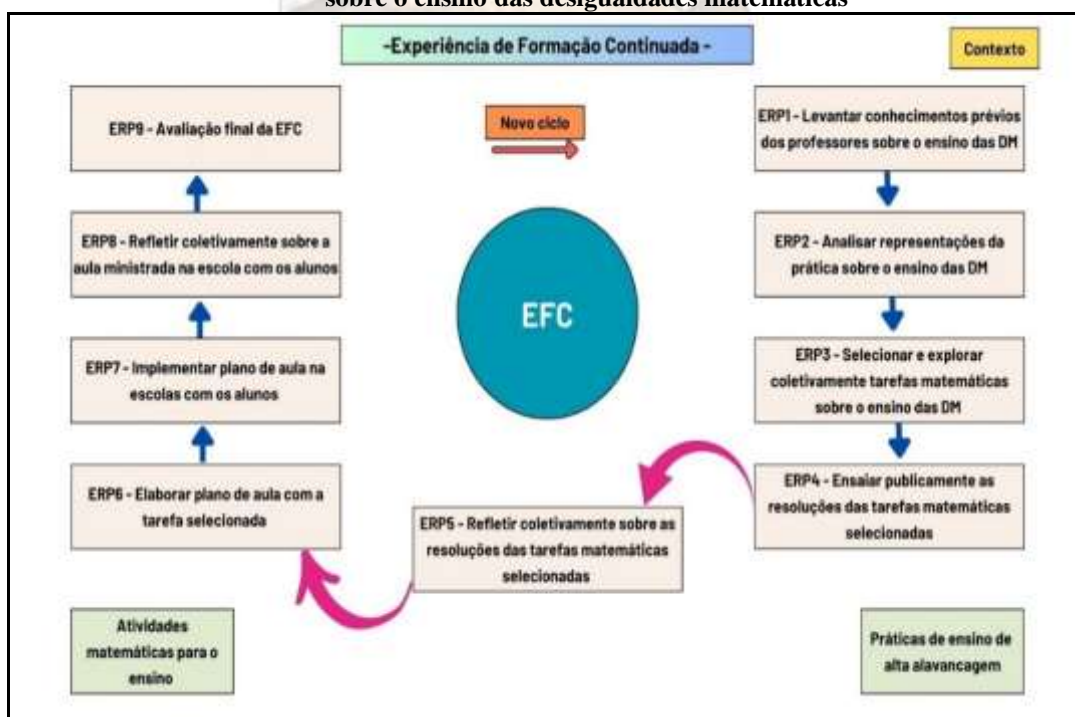 sobre o ensino das desigualdades matemáticas
-Experiência de Formação Continuada -
Contexto
ERP9 - Avaliação final da EFC
Novo ciclo
ERP1 - Levantar conhecimentos prévios
dos professores sobre o ensino das DM
ERP8 - Refletir coletivamente sobre a
aula ministrada na escola com os alunos
ERP2 - Analisar representações da
prática sobre o ensino das DM
EFC
ERP7 - Implementar plano de aula na
escolas com os alunos
ERP3 - Selecionar e explorar
coletivamente tarefas matemáticas
sobre o ensino das DM
ERP6 - Elaborar plano de aula com a
tarefa selecionada
ERP4 - Ensaiar publicamente as
resoluções das tarefas matemáticas
selecionadas
ERP5 - Refletir coletivamente sobre as
resoluções das tarefas matemáticas
selecionadas
Atividades
matemáticas para o
ensino
Práticas de ensino de
alta alavancagem